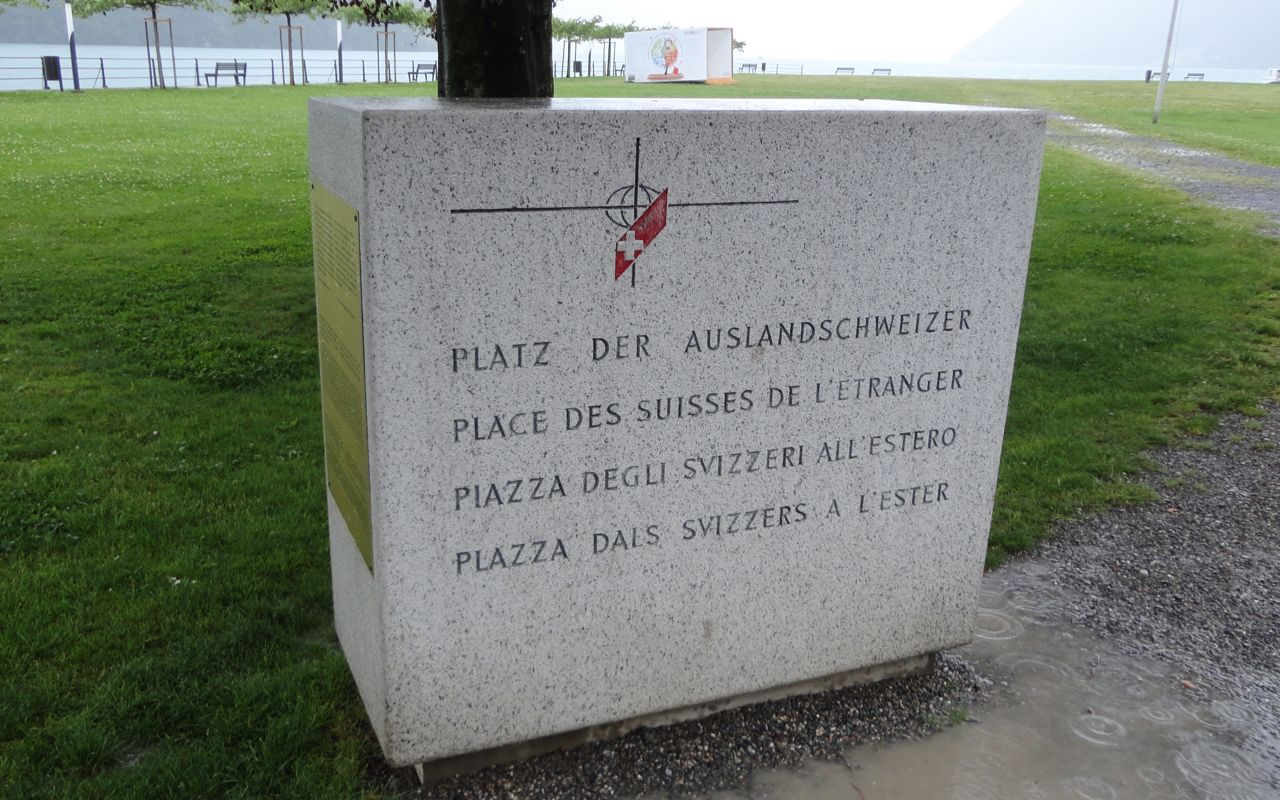 PLATZ DER AUSLANDSCHWEIZER
PLACE DES SUISSES DE L'ETRANGER
PIAZZA DEGLI SVIZZERI ALL'ESTERO
PLAZZA DALS SVIZZERS A L'ESTER